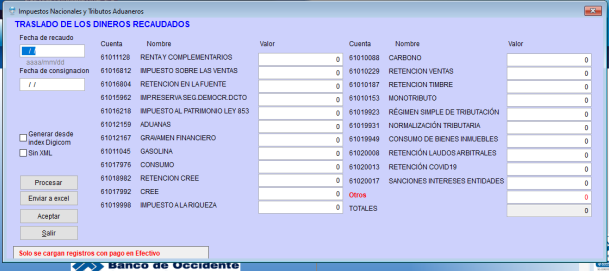 Impuestos Nacionales y Tributos Aduaneros
TRASLADO DE LOS DINEROS RECAUDADOS
Fecha de recaudo
/ /
aaaa/mm/dd
Fecha de consignacion
/ /
Generar desde
index Digicom
Sin XML
Procesar
Enviar a excel
Aceptar
Salir
Cuenta Nombre Valor
61011128 RENTA Y COMPLEMENTARIOS 0
61016812 IMPUESTO SOBRE LAS VENTAS 0
61016804 RETENCION EN LA FUENTE 0
61015962 IMP.RESERVA SEG.DEMOCR.DCTO 0
61016218 IMPUESTO AL PATRIMONIO LEY 853 0
61012159 ADUANAS 0
61012167 GRAVAMEN FINANCIERO 0
61011045 GASOLINA 0
61017976 CONSUMO 0
61018982 RETENCION CREE 0
61017992 CREE 0
61019998 IMPUESTO A LA RIQUEZA 0
Cuenta Nombre Valor
61010088 CARBONO 0
61010229 RETENCION VENTAS 0
61010187 RETENCION TIMBRE 0
61010153 MONOTRIBUTO 0
61019923 RÉGIMEN SIMPLE DE TRIBUTACIÓN 0
61019931 NORMALIZACIÓN TRIBUTARIA 0
61019949 CONSUMO DE BIENES INMUEBLES 0
61020008 RETENCIÓN LAUDOS ARBITRALES 0
61020013 RETENCIÓN COVID19 0
61020017 SANCIONES INTERESES ENTIDADES 0
Otros 0
TOTALES 0
Solo se cargan registros con pago en Efectivo
Banco de Occidente